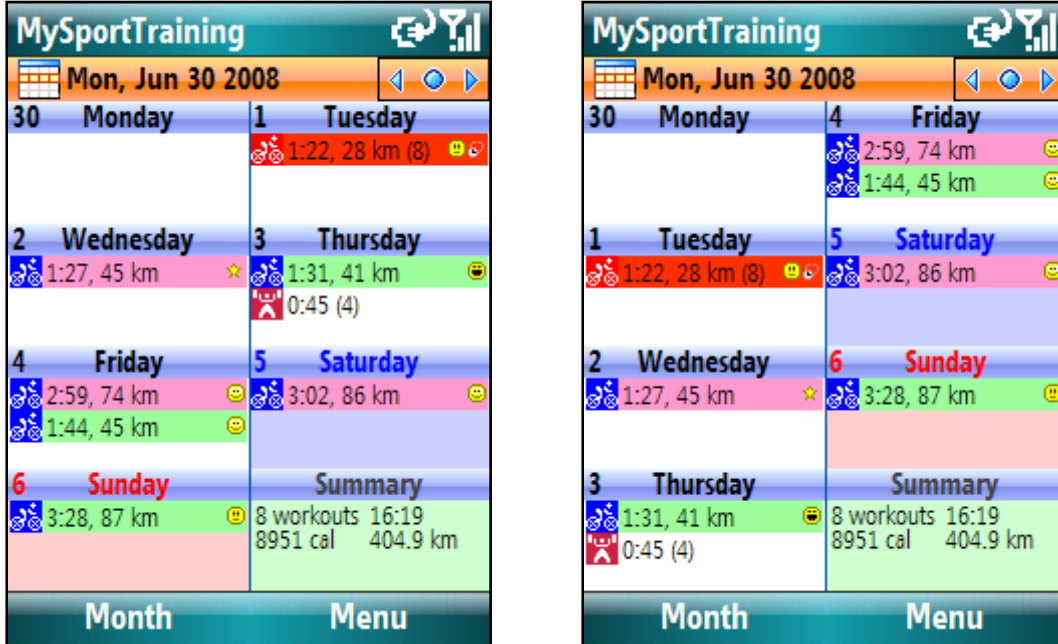 MySportTraining
Mon, Jun 30 2008
30 Monday
1 Tuesday
1:22, 28 km (8)
2 Wednesday
1:27, 45 km
3 Thursday
1:31, 41 km
0:45 (4)
4 Friday
2:59, 74 km
1:44, 45 km
5 Saturday
3:02, 86 km
6 Sunday
3:28, 87 km
Summary
8 workouts 16:19
8951 cal 404.9 km
Month Menu
MySportTraining
Mon, Jun 30 2008
30 Monday
4 Friday
2:59, 74 km
1:44, 45 km
1 Tuesday
1:22, 28 km (8)
5 Saturday
3:02, 86 km
2 Wednesday
1:27, 45 km
6 Sunday
3:28, 87 km
3 Thursday
1:31, 41 km
0:45 (4)
Summary
8 workouts 16:19
8951 cal 404.9 km
Month Menu